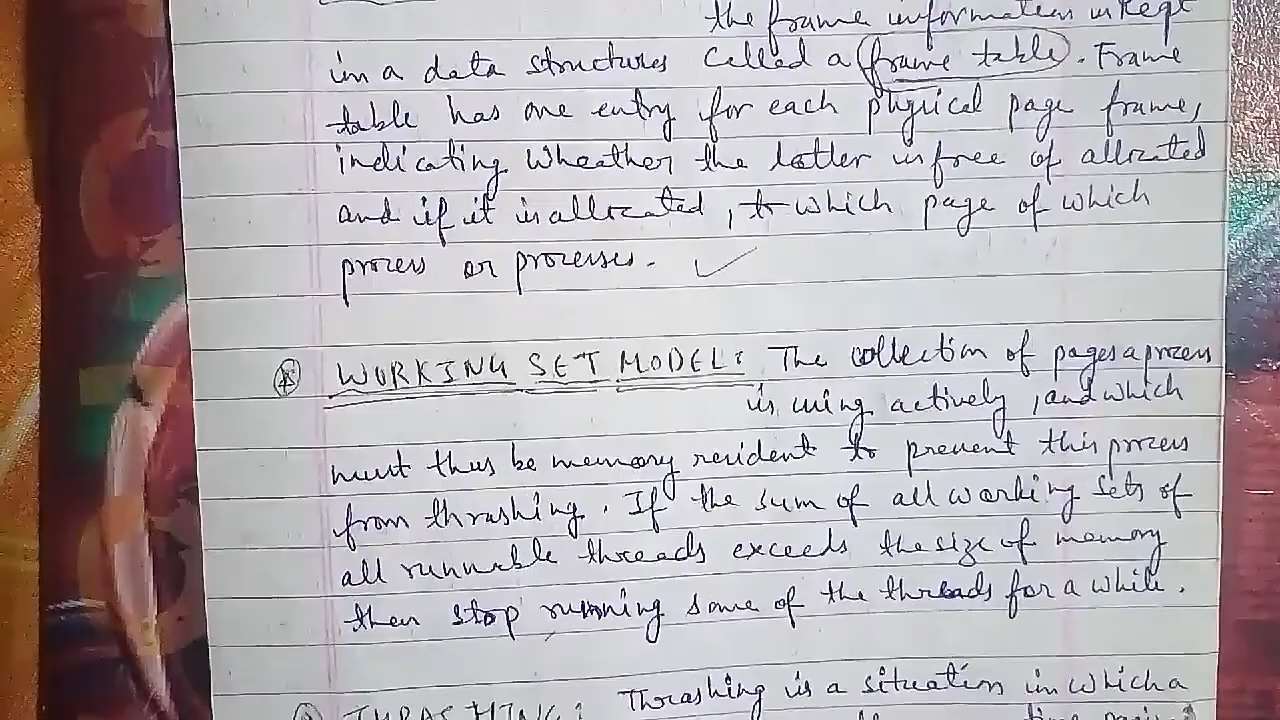 the frame information is kept
in a data structures called a frame table. Frame
table has one entry for each physical page frame,
indicating wheather the latter is free of allocated
and if it is allocated, to which page of which
process or processes.
WORKING SET MODEL: The collection of pages a process
is using actively, and which
must thus be memory resident to prevent this process
from thrashing. If the sum of all working sets of
all runnable threads exceeds the size of memory
then stop running some of the threads for a while.
THRASHING: Thrashing is a situation in which a